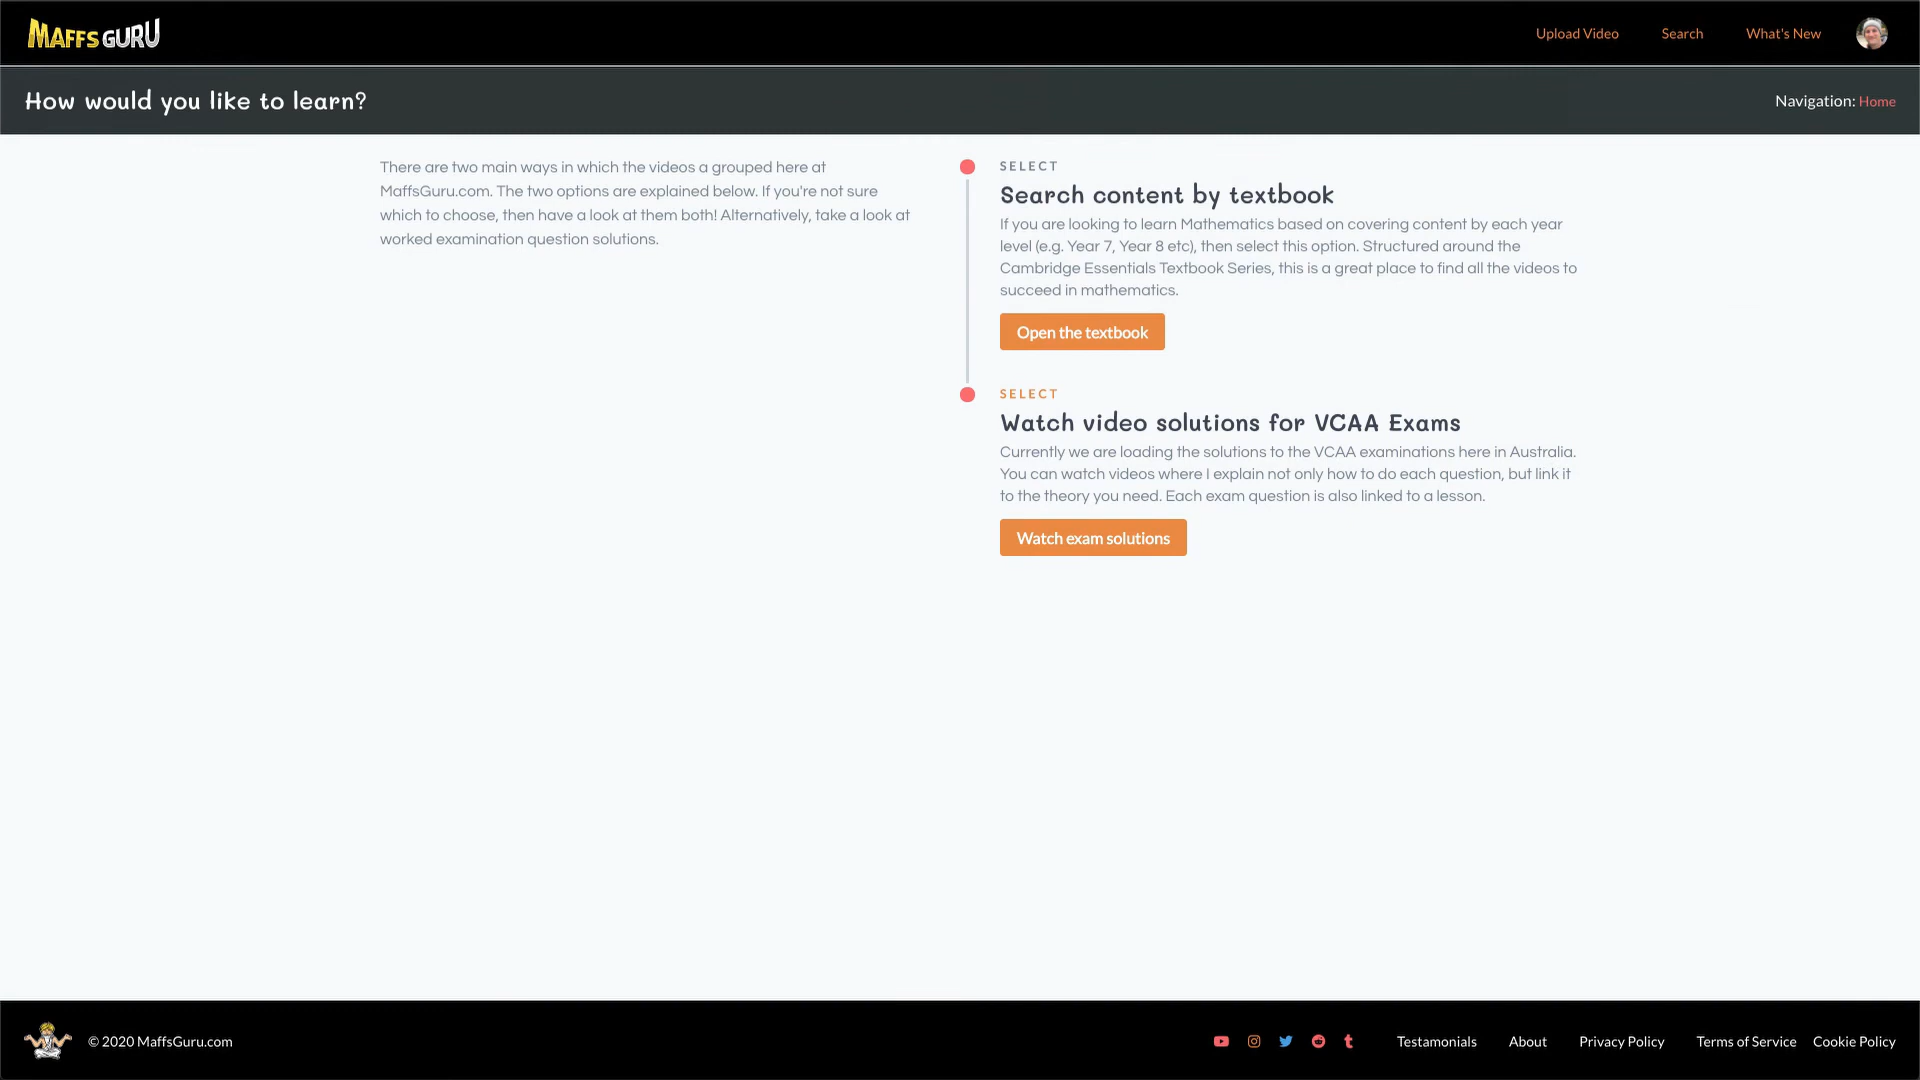 MAFFSGURU
Upload Video
Search
What's New
How would you like to learn?
Navigation: Home
There are two main ways in which the videos a grouped here at
MaffsGuru.com. The two options are explained below. If you're not sure
which to choose, then have a look at them both! Alternatively, take a look at
worked examination question solutions.
SELECT
Search content by textbook
If you are looking to learn Mathematics based on covering content by each year
level (e.g. Year 7, Year 8 etc), then select this option. Structured around the
Cambridge Essentials Textbook Series, this is a great place to find all the videos to
succeed in mathematics.
Open the textbook
SELECT
Watch video solutions for VCAA Exams
Currently we are loading the solutions to the VCAA examinations here in Australia.
You can watch videos where I explain not only how to do each question, but link it
to the theory you need. Each exam question is also linked to a lesson.
Watch exam solutions
© 2020 MaffsGuru.com
Testamonials
About
Privacy Policy
Terms of Service
Cookie Policy